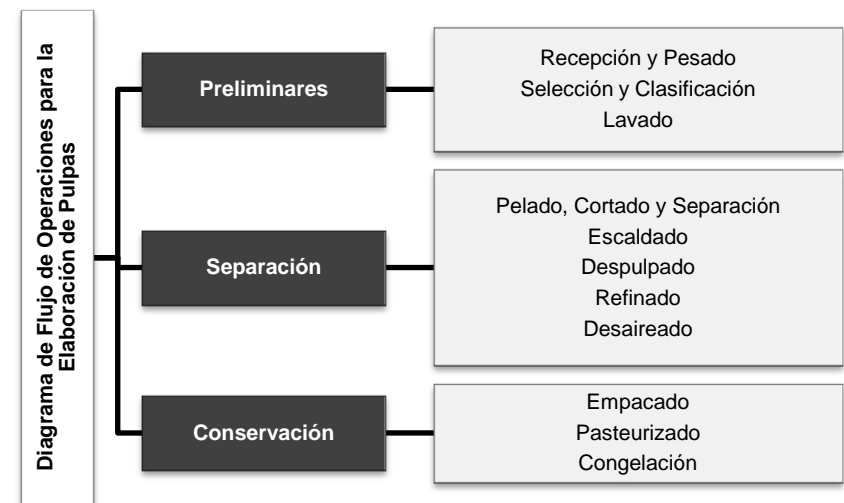 Diagrama de Flujo de Operaciones para la
Elaboración de Pulpas
Preliminares
Recepción y Pesado
Selección y Clasificación
Lavado
Separación
Pelado, Cortado y Separación
Escaldado
Despulpado
Refinado
Desaireado
Conservación
Empacado
Pasteurizado
Congelación